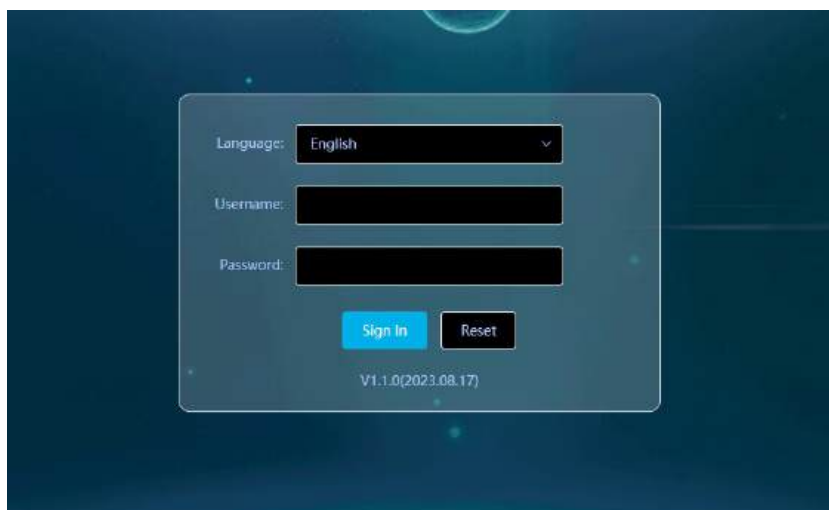 Language: English
Username:
Password:
Sign In Reset
V1.1.0(2023.08.17)